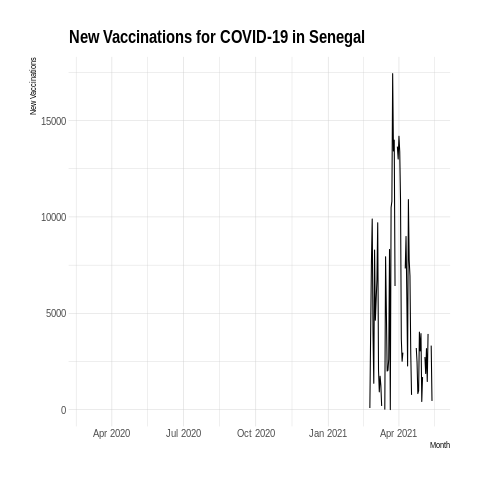 New Vaccinations for COVID-19 in Senegal
New Vaccinations
15000
10000
5000
0
Apr 2020 Jul 2020 Oct 2020 Jan 2021 Apr 2021
Month